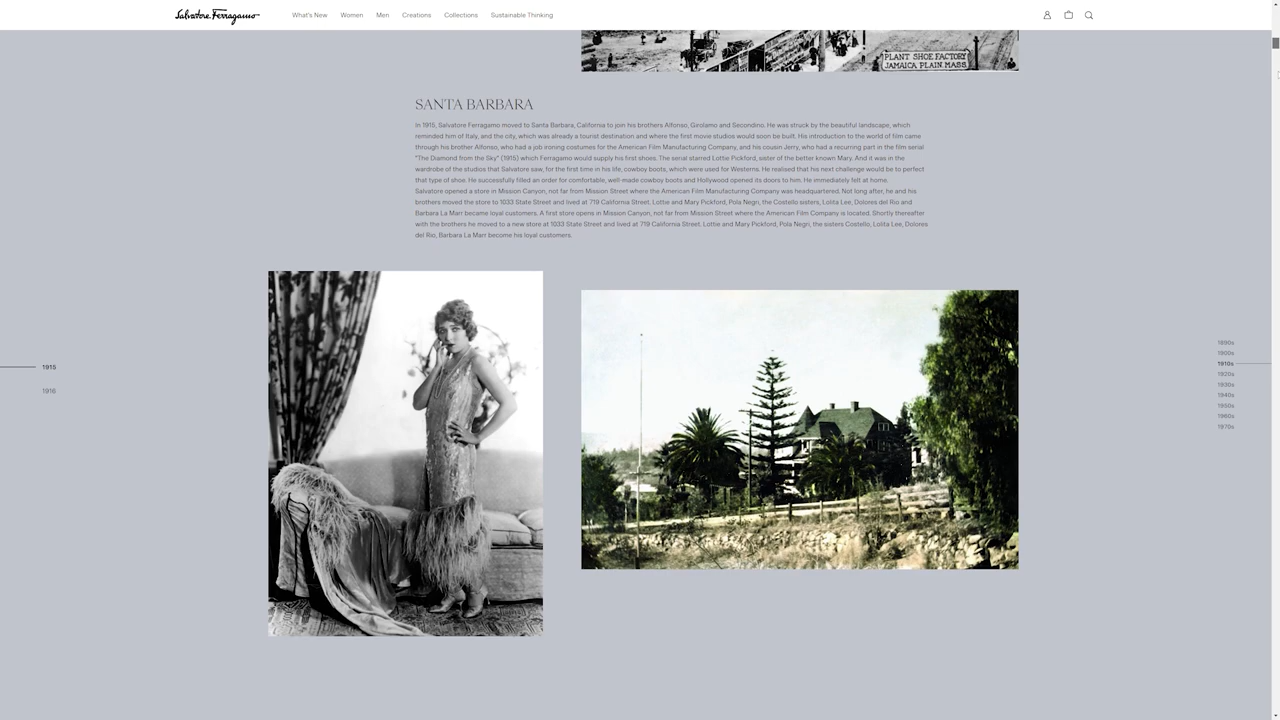 Salvatore Ferragamo
What's New Women Men Creations Collections Sustainable Thinking
PLANT SHOE FACTORY
JAMAICA PLAIN MASS.
SANTA BARBARA
In 1915, Salvatore Ferragamo moved to Santa Barbara, California to join his brothers Alfonso, Girolamo and Secondino. He was struck by the beautiful landscape, which
reminded him of Italy, and the city, which was already a tourist destination and where the first movie studios would soon be built. His introduction to the world of film came
through his brother Alfonso, who had a job ironing costumes for the American Film Manufacturing Company, and his cousin Jerry, who had a recurring part in the film serial
"The Diamond from the Sky" (1915) which Ferragamo would supply his first shoes. The serial starred Lottie Pickford, sister of the better known Mary. And it was in the
wardrobe of the studios that Salvatore saw, for the first time in his life, cowboy boots, which were used for Westerns. He realised that his next challenge would be to perfect
that type of shoe. He successfully filled an order for comfortable, well-made cowboy boots and Hollywood opened its doors to him. He immediately felt at home.
Salvatore opened a store in Mission Canyon, not far from Mission Street where the American Film Manufacturing Company was headquartered. Not long after, he and his
brothers moved the store to 1033 State Street and lived at 719 California Street. Lottie and Mary Pickford, Pola Negri, the Costello sisters, Lolita Lee, Dolores del Rio and
Barbara La Marr became loyal customers. A first store opens in Mission Canyon, not far from Mission Street where the American Film Company is located. Shortly thereafter
with the brothers he moved to a new store at 1033 State Street and lived at 719 California Street. Lottie and Mary Pickford, Pola Negri, the sisters Costello, Lolita Lee, Dolores
del Rio, Barbara La Marr become his loyal customers.
1915
1916
1890s
1900s
1910s
1920s
1930s
1940s
1950s
1960s
1970s